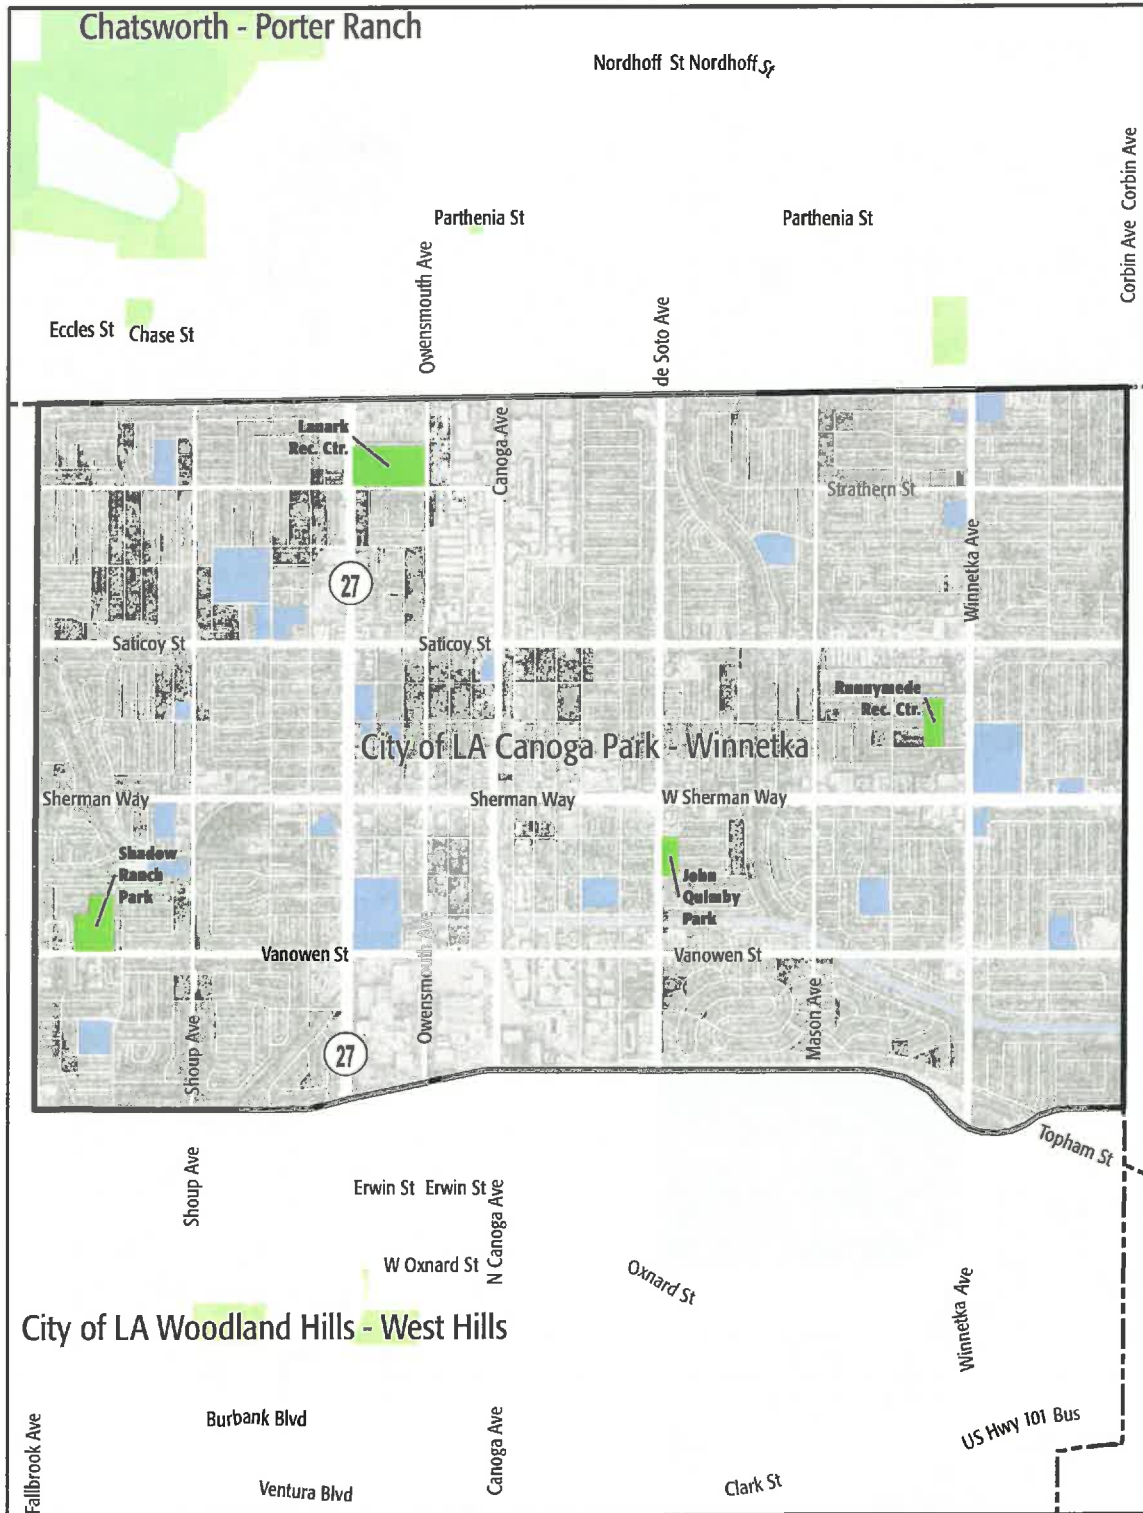 Chatsworth - Porter Ranch
Nordhoff St Nordhoff St
Corbin Ave Corbin Ave
Parthenia St
Parthenia St
Owensmouth Ave
de Soto Ave
Eccles St Chase St
Lanark
Rec. Ctr.
Canoga Ave
Strathern St
Winnetka Ave
27
Saticoy St
Saticoy St
Runnymede
Rec. Ctr.
City of LA Canoga Park - Winnetka
Sherman Way
Sherman Way
W Sherman Way
Shadow
Ranch
Park
John
Quimby
Park
Vanowen St
Vanowen St
Owensmouth Ave
Mason Ave
Shoup Ave
27
Topham St
Shoup Ave
Erwin St Erwin St
N Canoga Ave
W Oxnard St
Oxnard St
Winnetka Ave
City of LA Woodland Hills - West Hills
Burbank Blvd
US Hwy 101 Bus
Fallbrook Ave
Canoga Ave
Ventura Blvd
Clark St